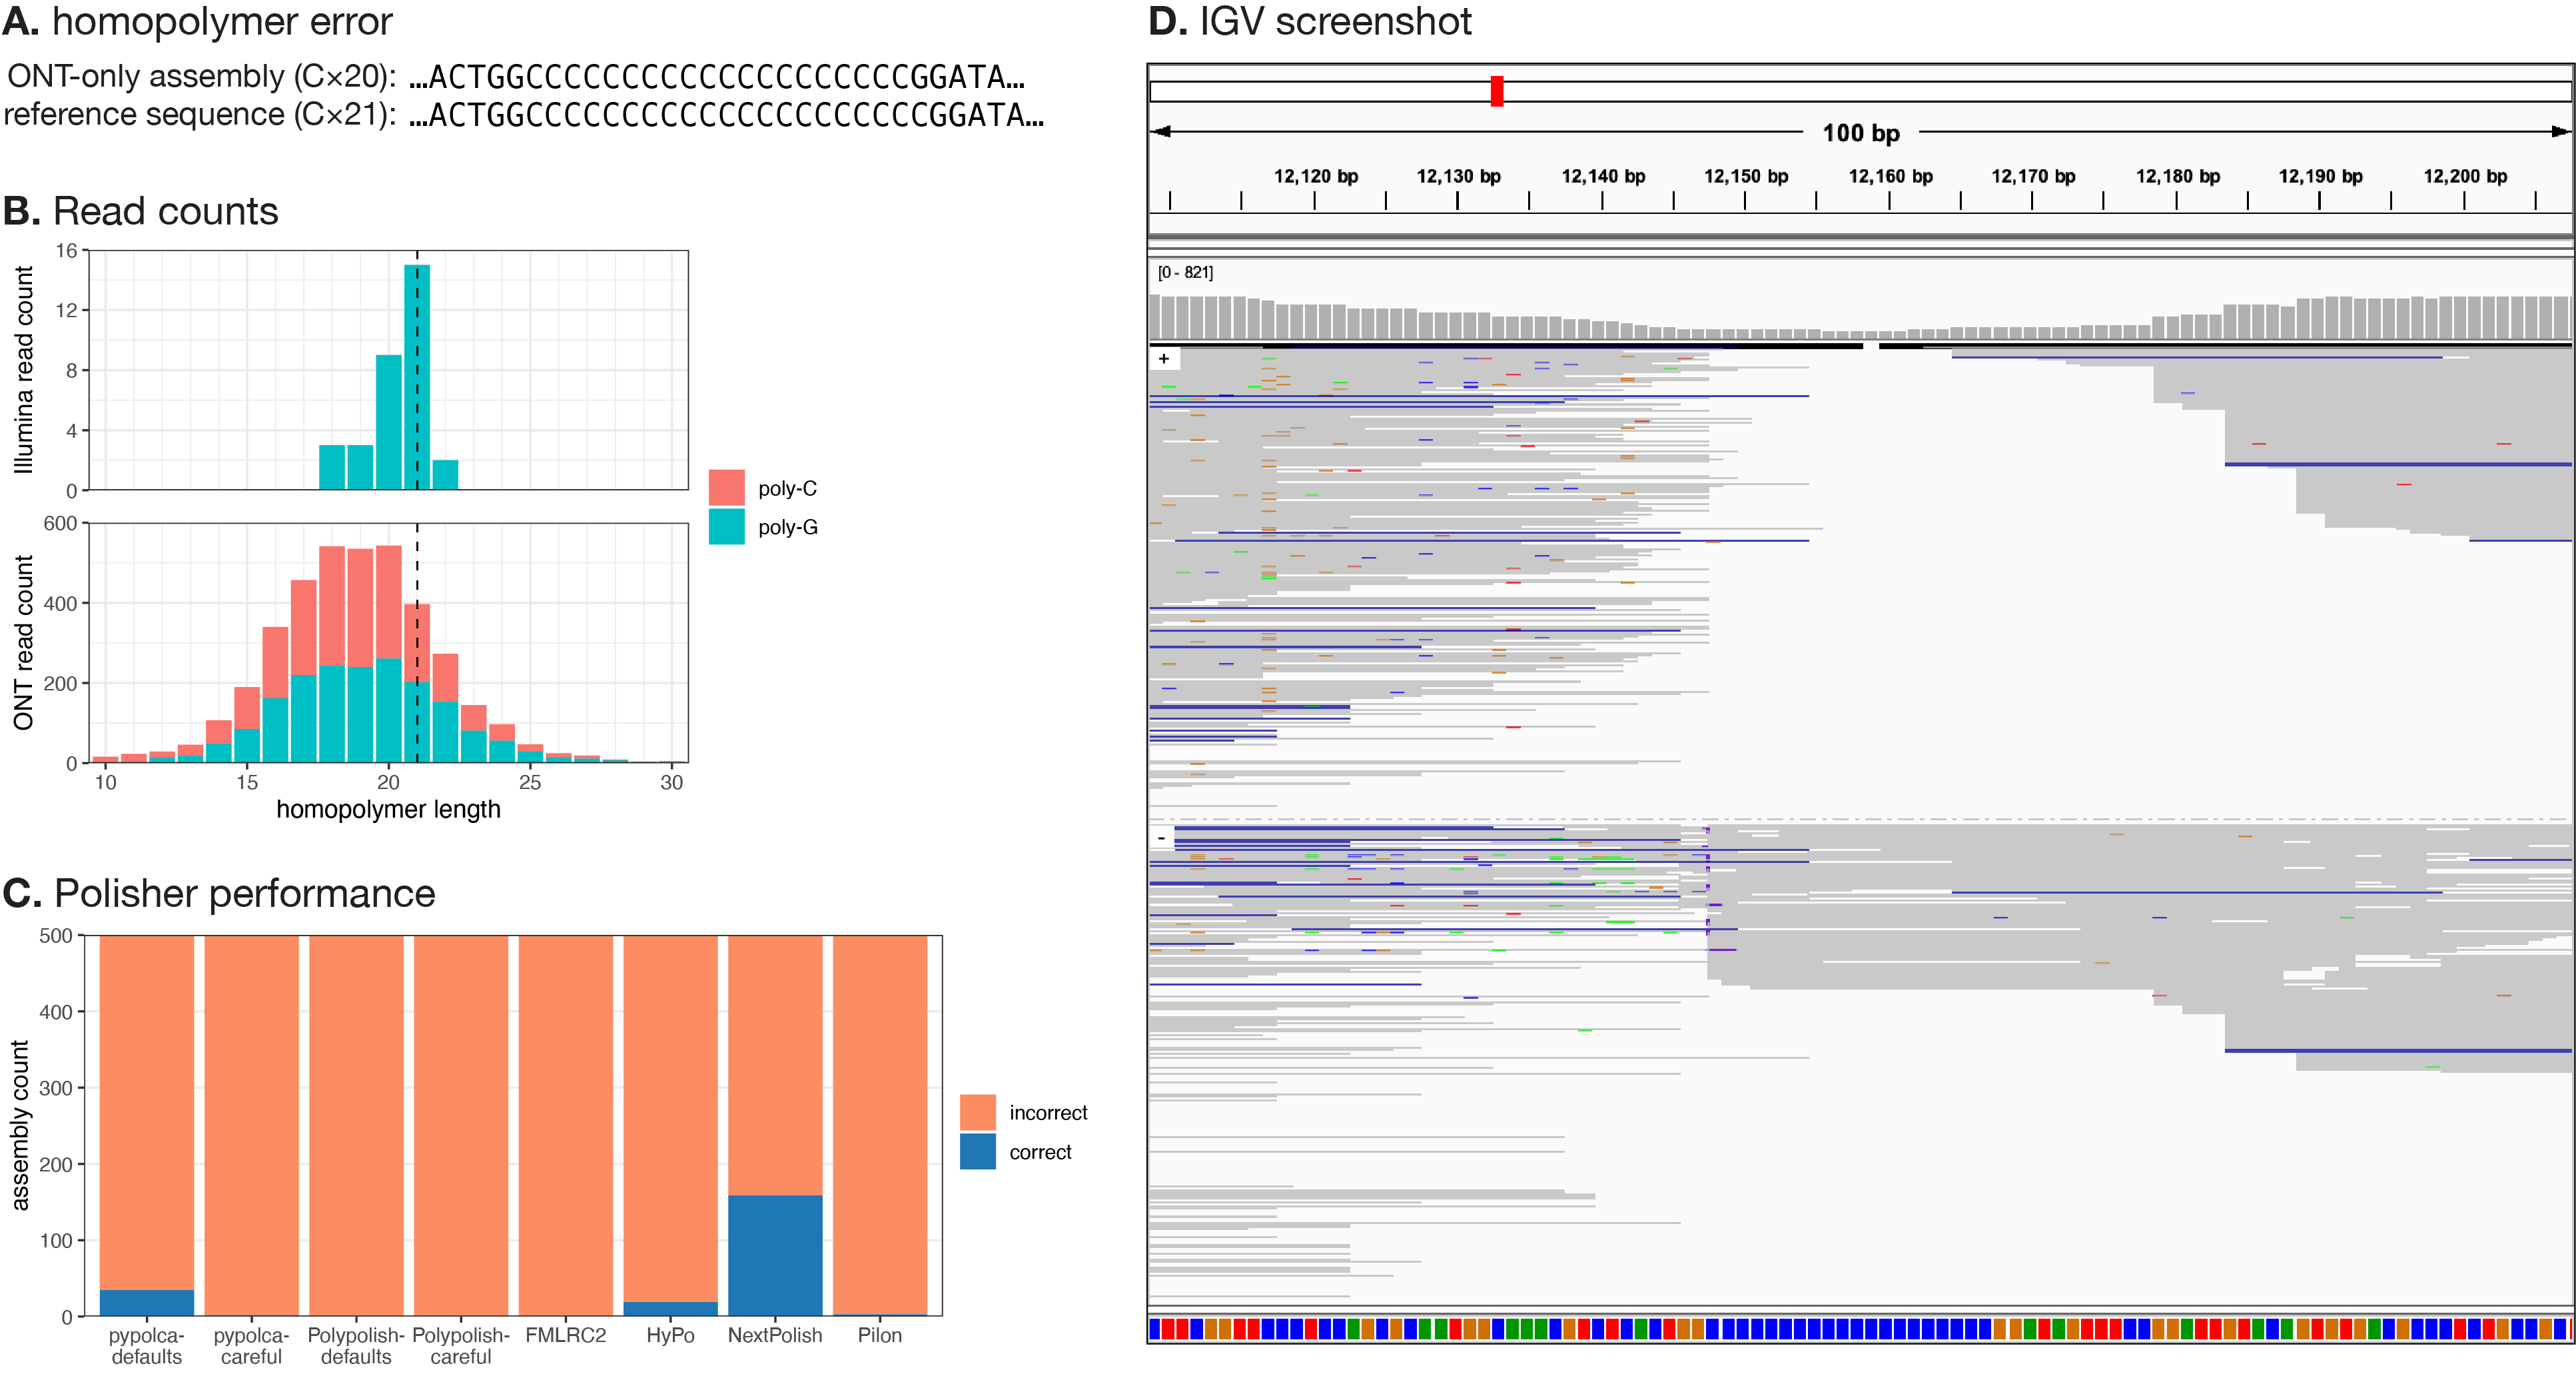 A. homopolymer error
ONT-only assembly (C×20): …ACTGGCCCCCCCCCCCCCCCCCCCCGGATA…
reference sequence (C×21): …ACTGGCCCCCCCCCCCCCCCCCCCCCGGATA…
B. Read counts
16
12
8
4
0
Illumina read count
600
400
200
0
ONT read count
10 15 20 25 30
homopolymer length
poly-C
poly-G
C. Polisher performance
500
400
300
200
100
0
assembly count
pypolca-defaults
pypolca-careful
Polypolish-defaults
Polypolish-careful
FMLRC2
HyPo
NextPolish
Pilon
incorrect
correct
D. IGV screenshot
100 bp
12,120 bp 12,130 bp 12,140 bp 12,150 bp 12,160 bp 12,170 bp 12,180 bp 12,190 bp 12,200 bp
[0 - 821]
+
-